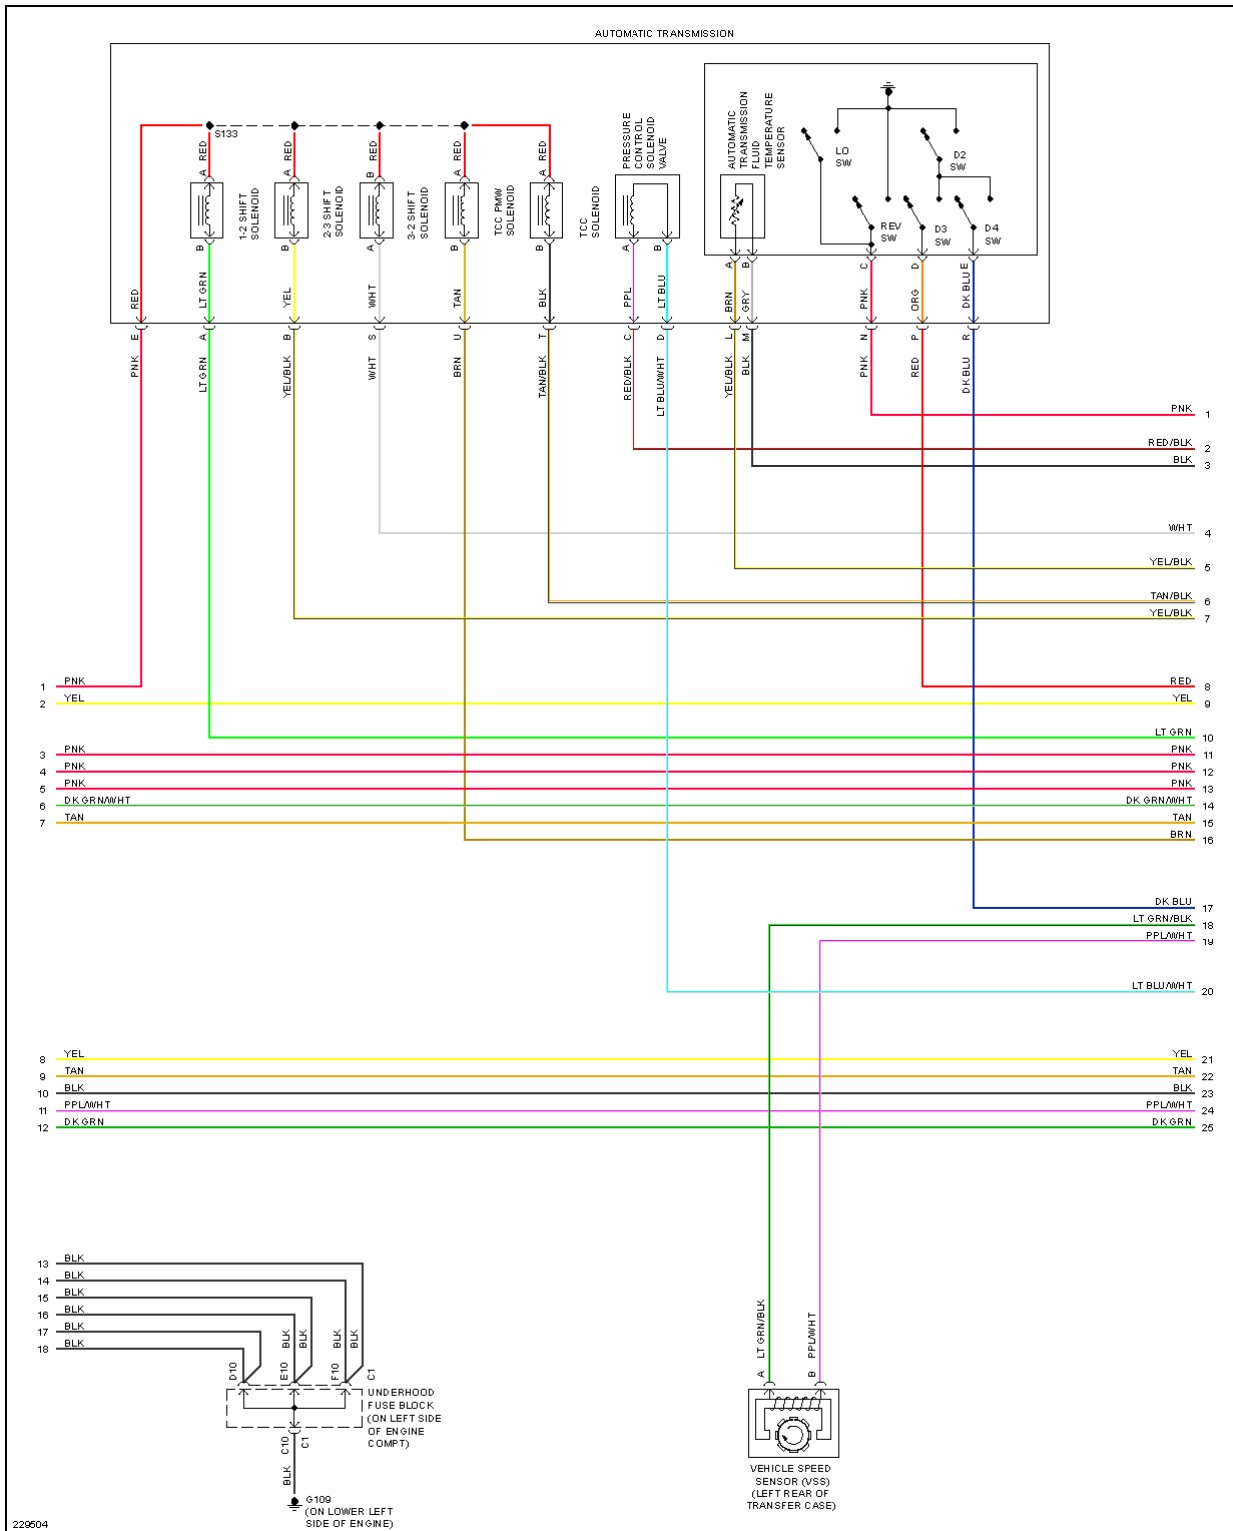 AUTOMATIC TRANSMISSION
S133
A RED
A RED
B RED
A RED
A RED
1-2 SHIFT
SOLENOID
2-3 SHIFT
SOLENOID
3-2 SHIFT
SOLENOID
TCC PMW
SOLENOID
TCC
SOLENOID
PRESSURE
CONTROL
SOLENOID
VALVE
AUTOMATIC
TRANSMISSION
FLUID
TEMPERATURE
SENSOR
LO
SW
D2
SW
REV
SW
D3
SW
D4
SW
B
B
A
B
B
A
B
A
B
C
D
E
RED
LT GRN
YEL
WHT
TAN
BLK
PPL
LT BLU
BRN
GRY
PNK
ORG
DK BLU
E
A
B
S
U
T
C
D
L
M
N
P
R
PNK
LT GRN
YEL/BLK
WHT
BRN
TAN/BLK
RED/BLK
LT BLU/WHT
YEL/BLK
BLK
PNK
RED
DK BLU
PNK 1
RED/BLK 2
BLK 3
WHT 4
YEL/BLK 5
TAN/BLK 6
YEL/BLK 7
1 PNK
RED 8
2 YEL
YEL 9
LT GRN 10
3 PNK
PNK 11
4 PNK
PNK 12
5 PNK
PNK 13
6 DK GRN/WHT
DK GRN/WHT 14
7 TAN
TAN 15
BRN 16
DK BLU 17
LT GRN/BLK 18
PPL/WHT 19
LT BLU/WHT 20
8 YEL
YEL 21
9 TAN
TAN 22
10 BLK
BLK 23
11 PPL/WHT
PPL/WHT 24
12 DK GRN
DK GRN 25
13 BLK
14 BLK
15 BLK
16 BLK
17 BLK
18 BLK
BLK
BLK
BLK
BLK
D10
E10
F10
C1
UNDERHOOD
FUSE BLOCK
(ON LEFT SIDE
OF ENGINE
COMPT)
C10
C1
BLK
G109
(ON LOWER LEFT
SIDE OF ENGINE)
A LT GRN/BLK
B PPL/WHT
VEHICLE SPEED
SENSOR (VSS)
(LEFT REAR OF
TRANSFER CASE)
229504